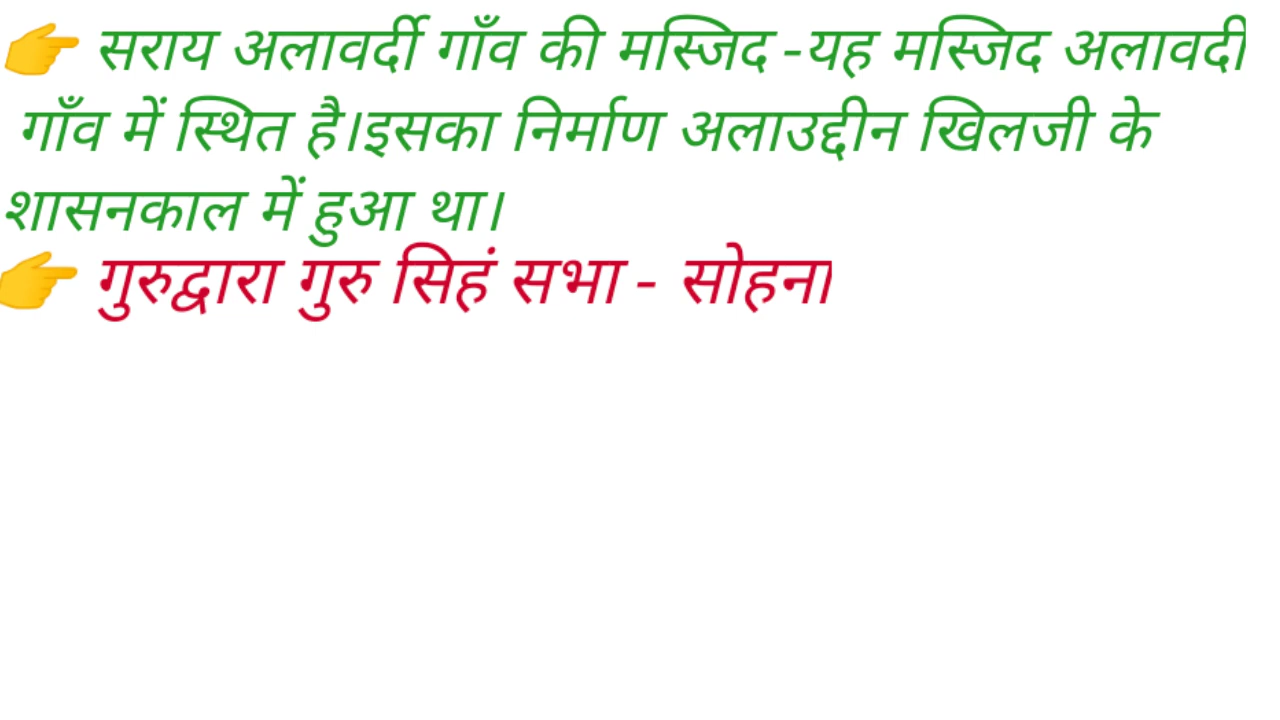 👉 सराय अलावर्दी गाँव की मस्जिद -यह मस्जिद अलावदी
गाँव में स्थित है।इसका निर्माण अलाउद्दीन खिलजी के
शासनकाल में हुआ था।
👉 गुरुद्वारा गुरु सिहं सभा - सोहना